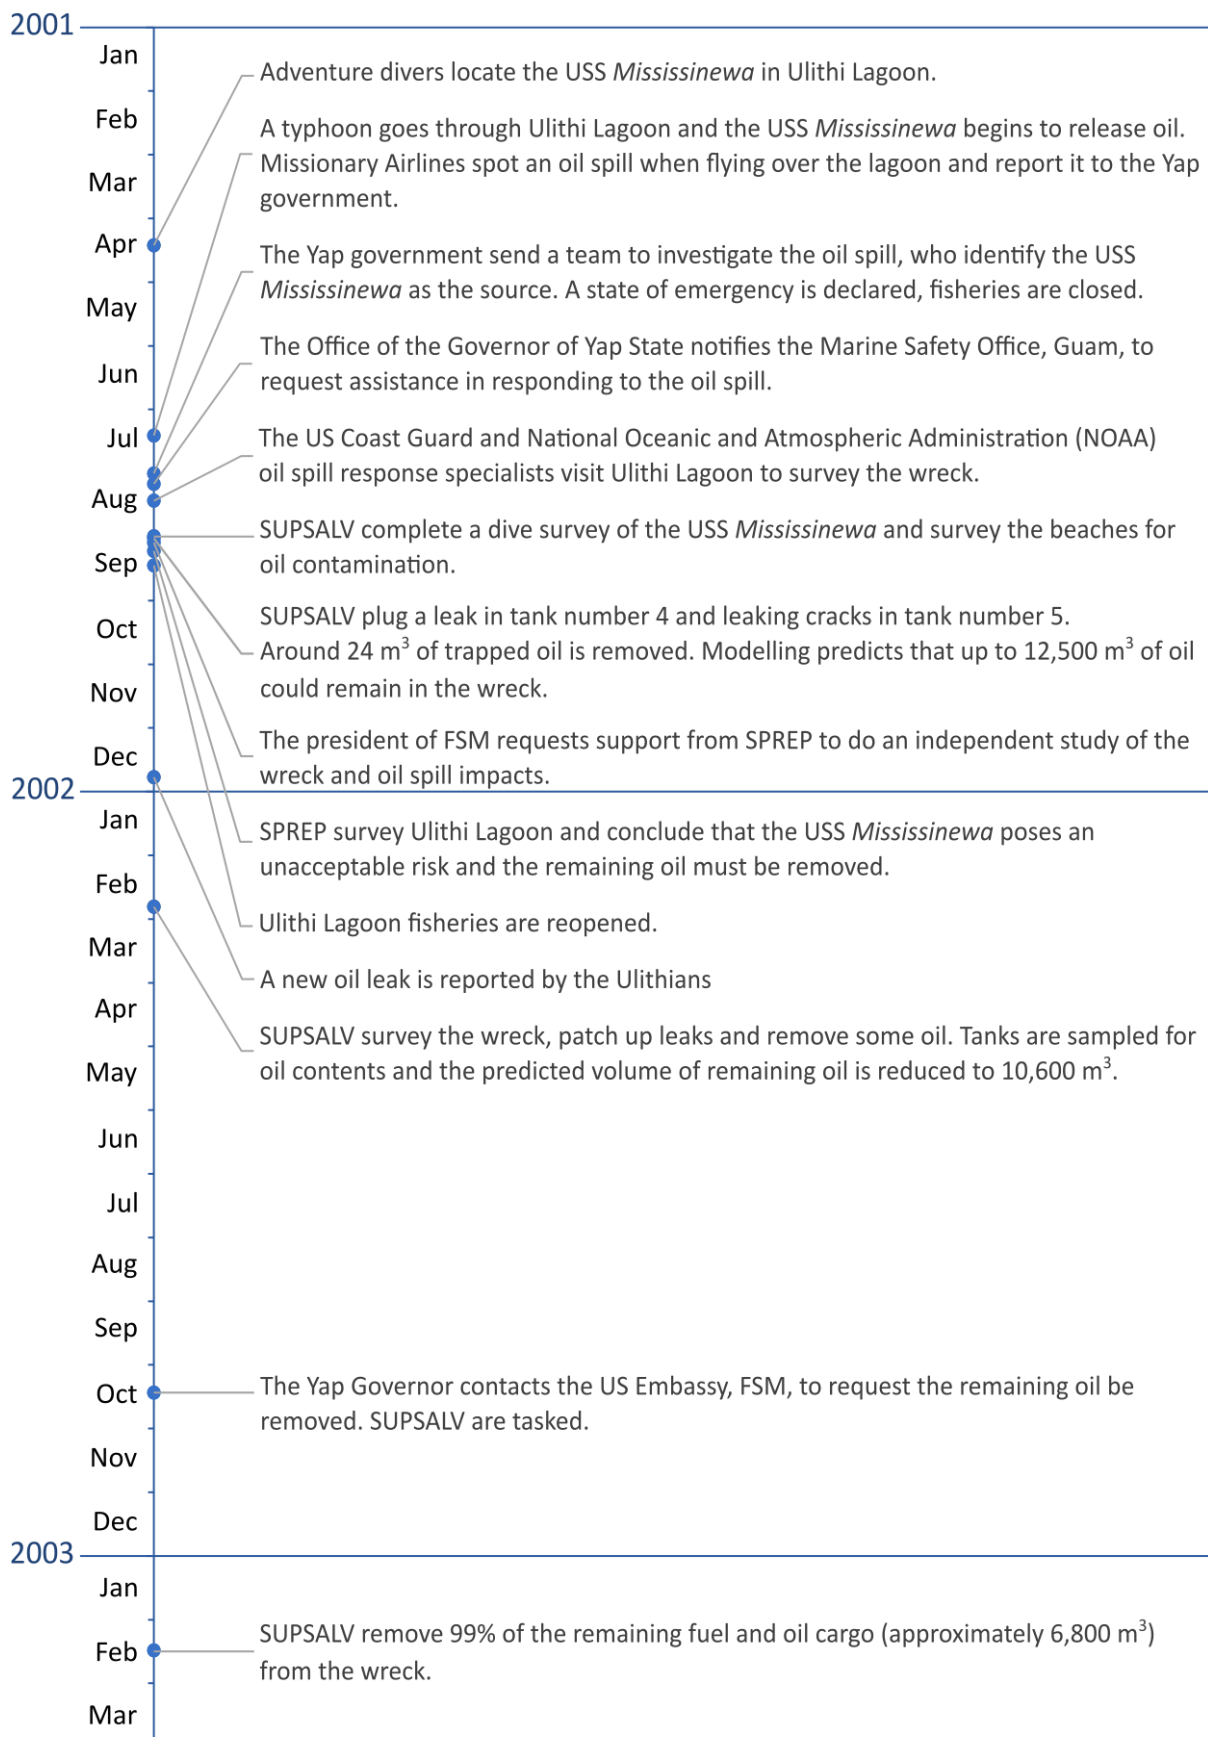 2001
Jan
Adventure divers locate the USS Mississinewa in Ulithi Lagoon.
Feb
A typhoon goes through Ulithi Lagoon and the USS Mississinewa begins to release oil.
Missionary Airlines spot an oil spill when flying over the lagoon and report it to the Yap
government.
Mar
Apr
The Yap government send a team to investigate the oil spill, who identify the USS
Mississinewa as the source. A state of emergency is declared, fisheries are closed.
May
The Office of the Governor of Yap State notifies the Marine Safety Office, Guam, to
request assistance in responding to the oil spill.
Jun
Jul
The US Coast Guard and National Oceanic and Atmospheric Administration (NOAA)
oil spill response specialists visit Ulithi Lagoon to survey the wreck.
Aug
SUPSALV complete a dive survey of the USS Mississinewa and survey the beaches for
oil contamination.
Sep
SUPSALV plug a leak in tank number 4 and leaking cracks in tank number 5.
Around 24 m³ of trapped oil is removed. Modelling predicts that up to 12,500 m³ of oil
could remain in the wreck.
Oct
Nov
The president of FSM requests support from SPREP to do an independent study of the
wreck and oil spill impacts.
Dec
2002
Jan
SPREP survey Ulithi Lagoon and conclude that the USS Mississinewa poses an
unacceptable risk and the remaining oil must be removed.
Feb
Ulithi Lagoon fisheries are reopened.
Mar
A new oil leak is reported by the Ulithians
Apr
SUPSALV survey the wreck, patch up leaks and remove some oil. Tanks are sampled for
oil contents and the predicted volume of remaining oil is reduced to 10,600 m³.
May
Jun
Jul
Aug
Sep
Oct
The Yap Governor contacts the US Embassy, FSM, to request the remaining oil be
removed. SUPSALV are tasked.
Nov
Dec
2003
Jan
SUPSALV remove 99% of the remaining fuel and oil cargo (approximately 6,800 m³)
from the wreck.
Feb
Mar